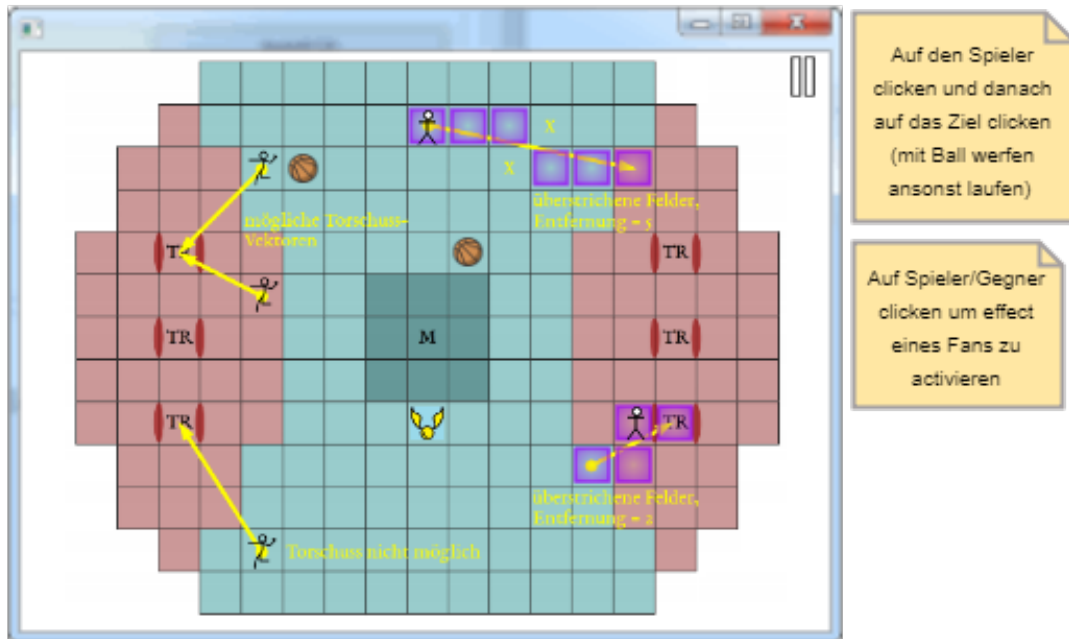 X
X
überstrichene Felder,
Entfernung = 5
mögliche Torschuss-
Vektoren
TR
TR
M
TR
TR
TR
überstrichene Felder,
Entfernung = 2
Torschuss nicht möglich
Auf den Spieler
clicken und danach
auf das Ziel clicken
(mit Ball werfen
ansonst laufen)
Auf Spieler/Gegner
clicken um effect
eines Fans zu
activieren